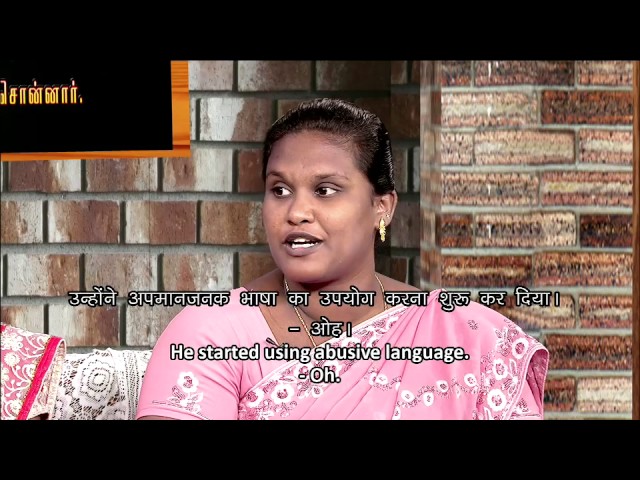 சொன்னார்.
उन्होंने अपमानजनक भाषा का उपयोग करना शुरू कर दिया।
- ओह।
He started using abusive language.
- Oh.